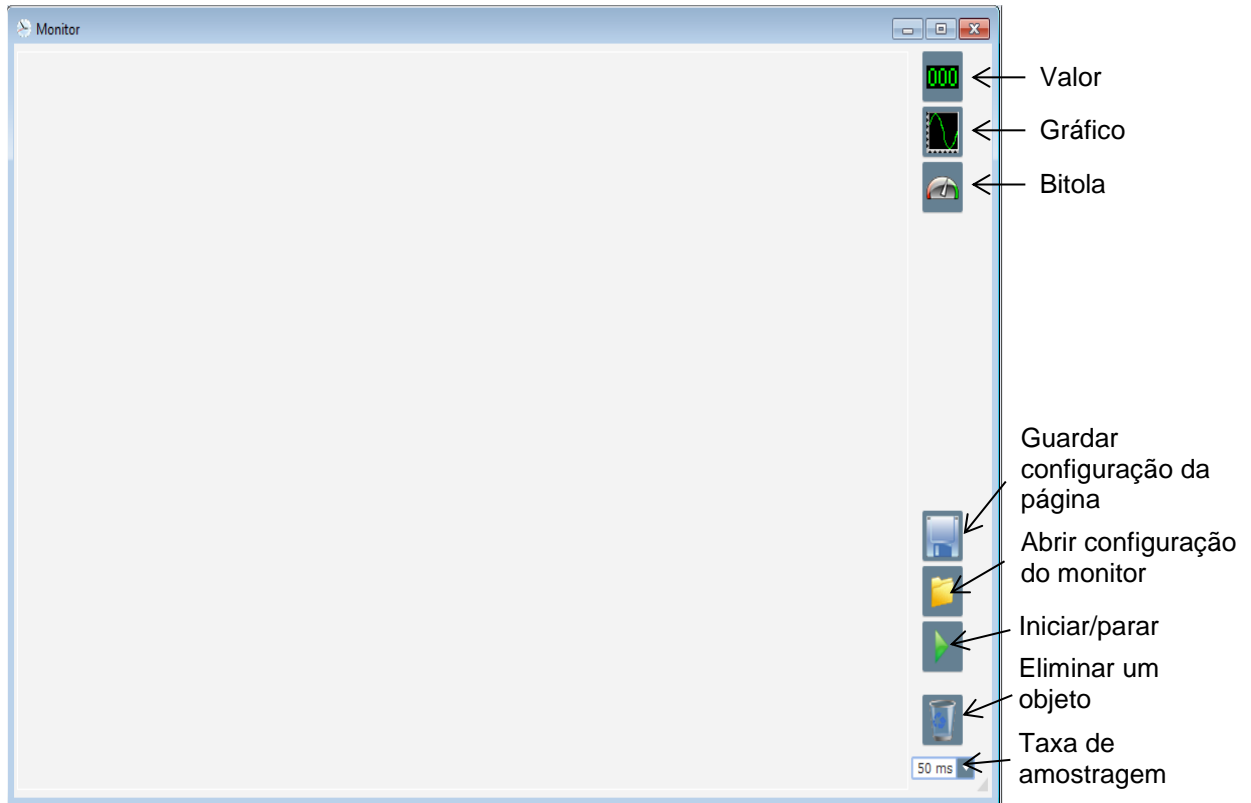 Monitor
000
Valor
Gráfico
Bitola
Guardar
configuração da
página
Abrir configuração
do monitor
Iniciar/parar
Eliminar um
objeto
Taxa de
amostragem
50 ms